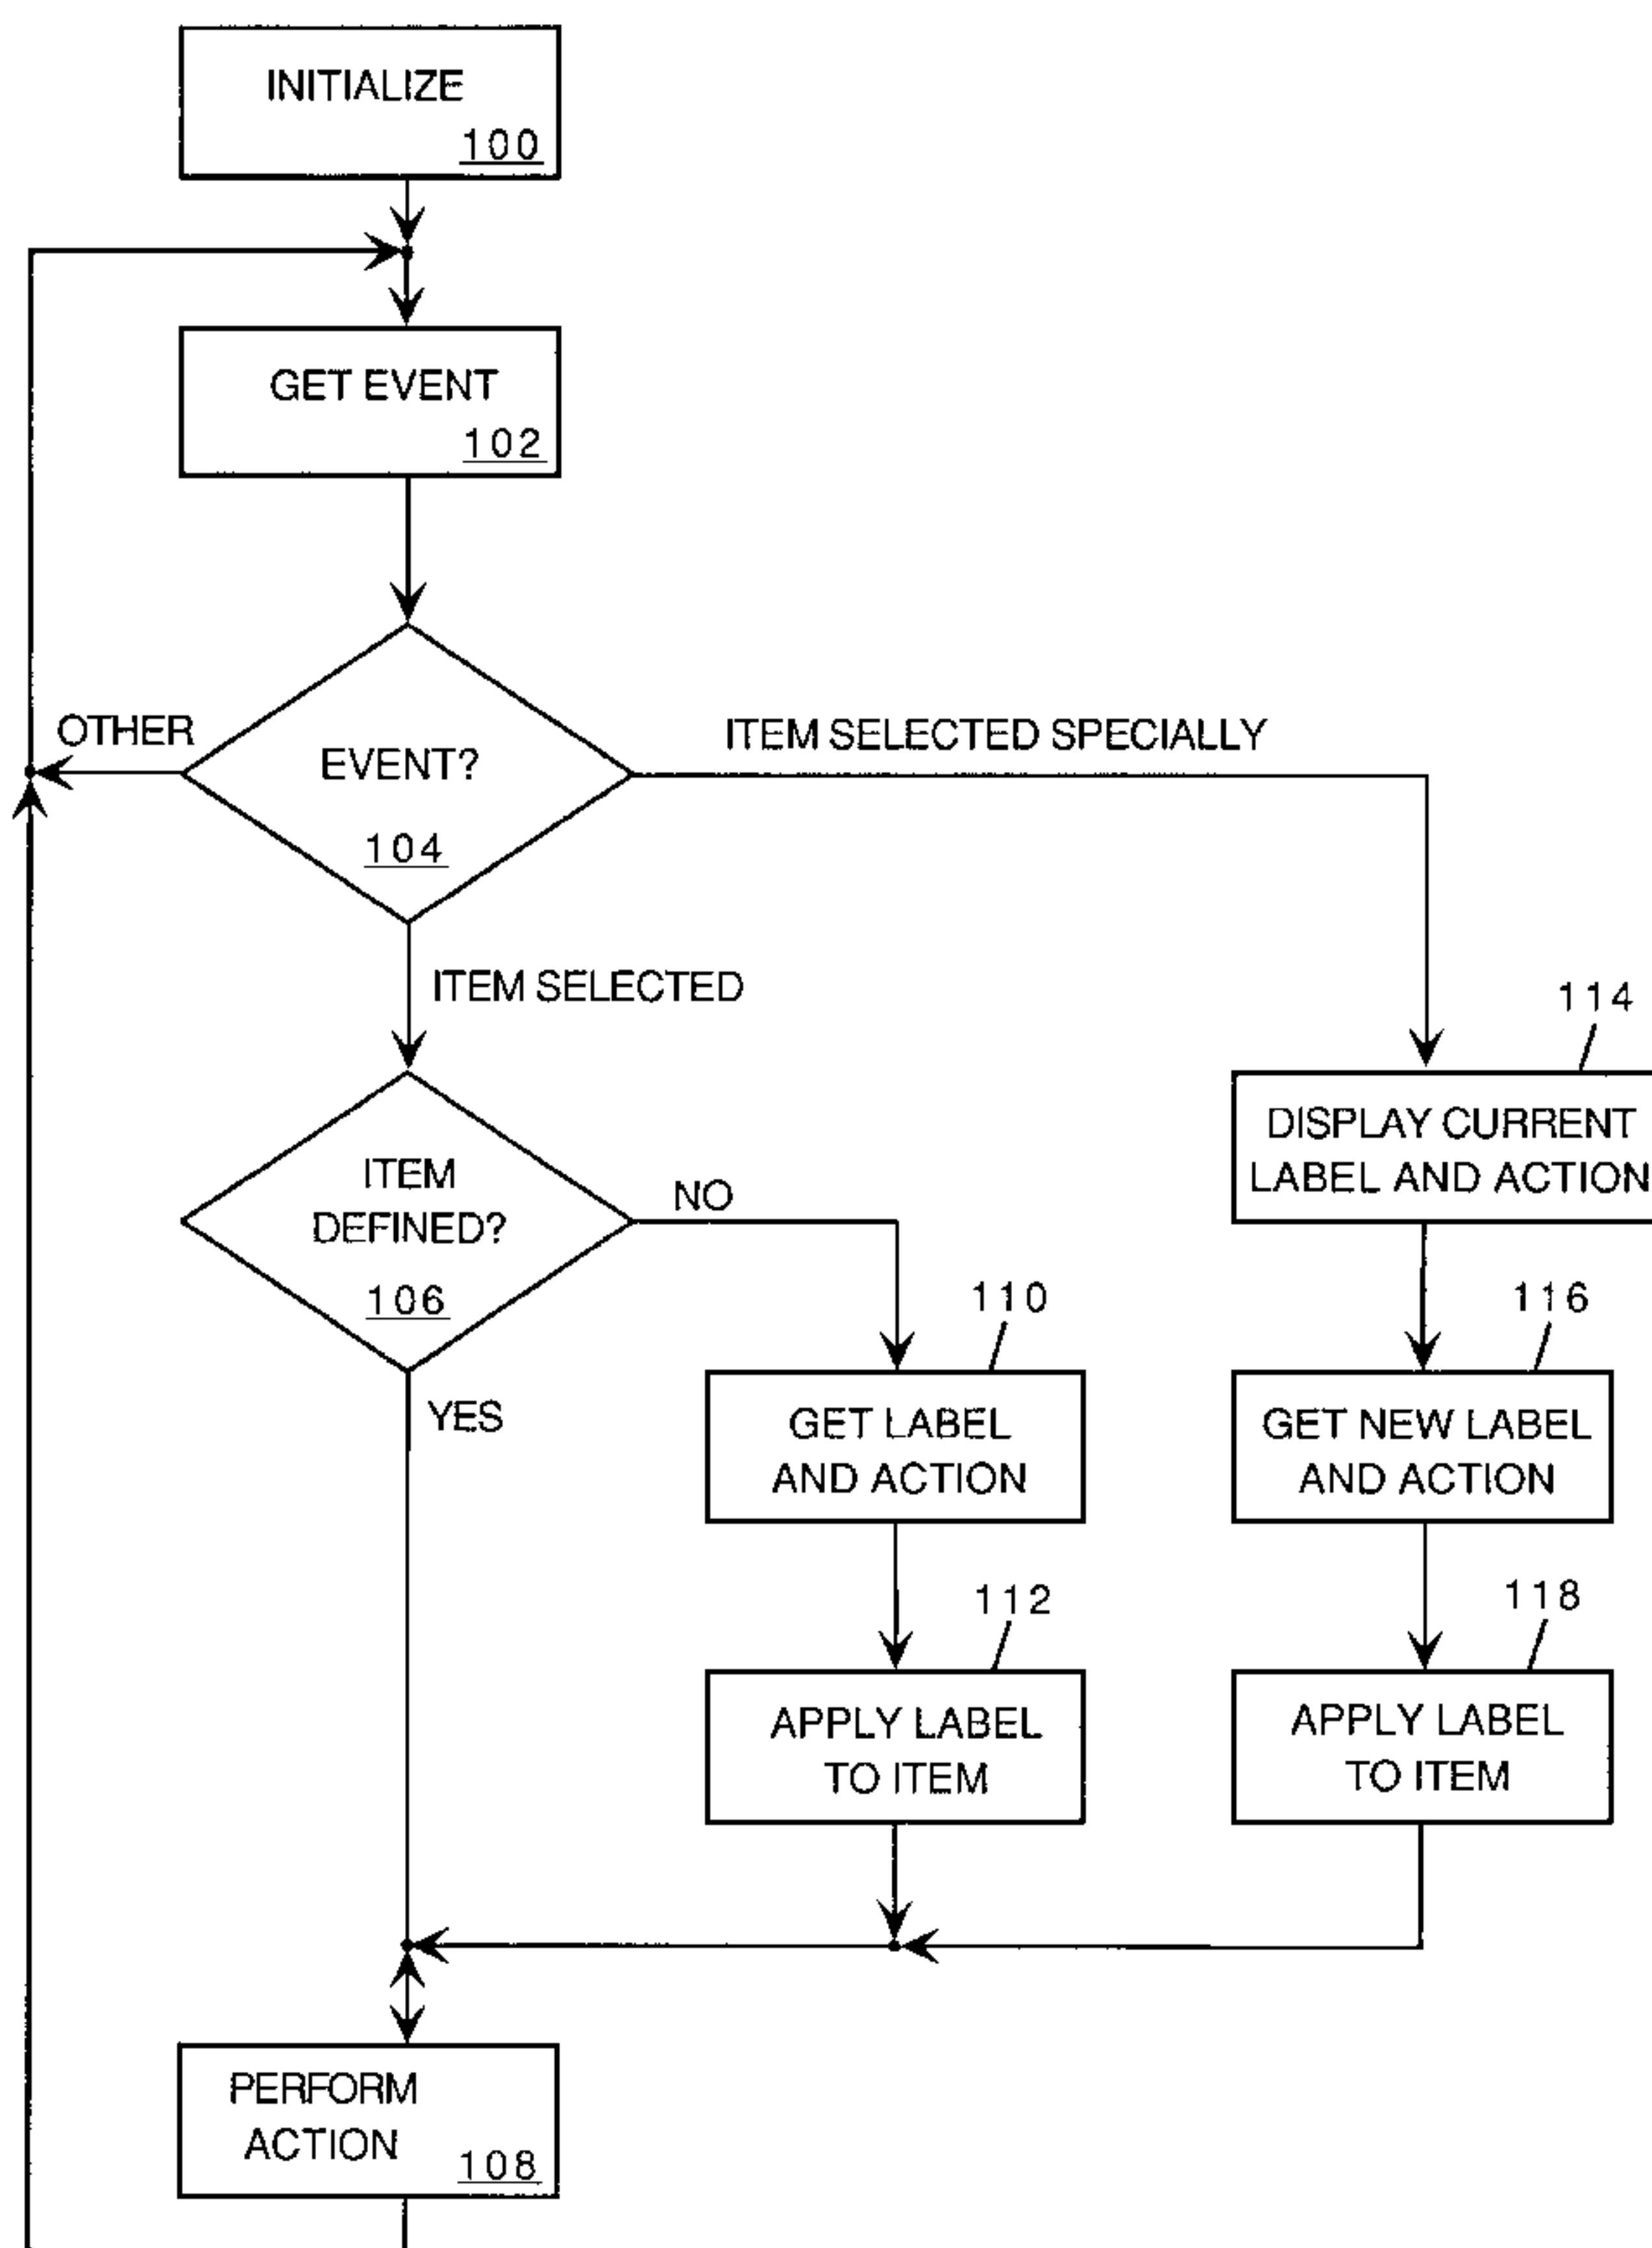 INITIALIZE
100
GET EVENT
102
OTHER
EVENT?
104
ITEM SELECTED SPECIALLY
ITEM SELECTED
114
DISPLAY CURRENT
LABEL AND ACTION
ITEM
DEFINED?
106
NO
YES
110
116
GET LABEL
AND ACTION
GET NEW LABEL
AND ACTION
112
118
APPLY LABEL
TO ITEM
APPLY LABEL
TO ITEM
PERFORM
ACTION
108